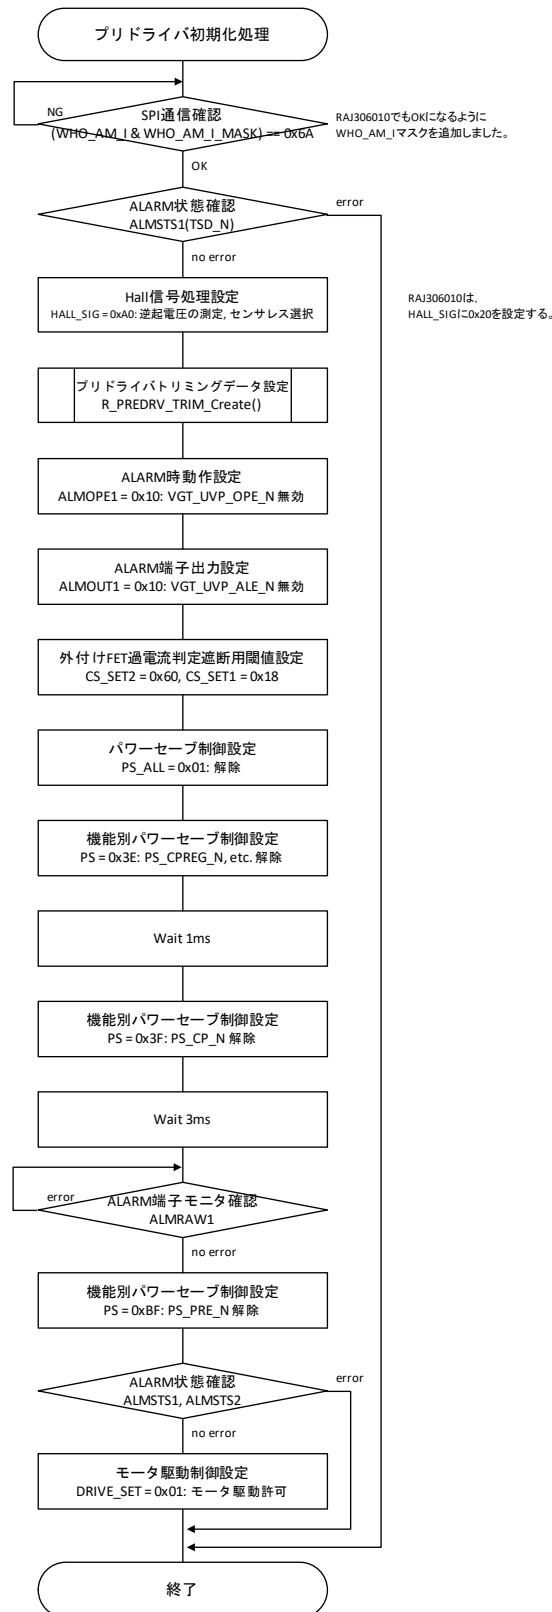 プリドライバ初期化処理
NG
SPI通信確認
(WHO_AM_I & WHO_AM_I_MASK) == 0x6A
RAJ306010でもOKになるように
WHO_AM_Iマスクを追加しました。
OK
ALARM状態確認
ALMSTS1(TSD_N)
error
no error
Hall信号処理設定
HALL_SIG = 0xA0: 逆起電圧の測定, センサレス選択
RAJ306010は,
HALL_SIGに0x20を設定する。
プリドライバトリミングデータ設定
R_PREDRV_TRIM_Create()
ALARM時動作設定
ALMOPE1 = 0x10: VGT_UVP_OPE_N 無効
ALARM端子出力設定
ALMOUT1 = 0x10: VGT_UVP_ALE_N 無効
外付けFET過電流判定遮断用閾値設定
CS_SET2 = 0x60, CS_SET1 = 0x18
パワーセーブ制御設定
PS_ALL = 0x01: 解除
機能別パワーセーブ制御設定
PS = 0x3E: PS_CPREG_N, etc. 解除
Wait 1ms
機能別パワーセーブ制御設定
PS = 0x3F: PS_CP_N 解除
Wait 3ms
error
ALARM端子モニタ確認
ALMRAW1
no error
機能別パワーセーブ制御設定
PS = 0xBF: PS_PRE_N 解除
ALARM状態確認
ALMSTS1, ALMSTS2
error
no error
モータ駆動制御設定
DRIVE_SET = 0x01: モータ駆動許可
終了